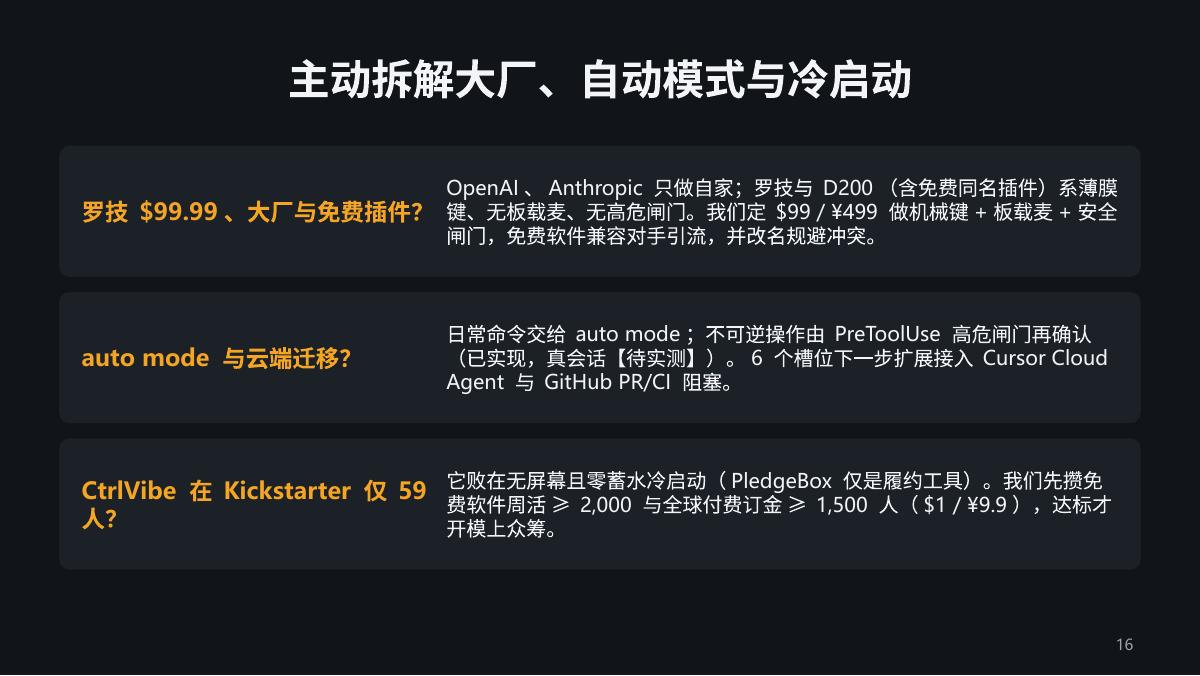 主动拆解大厂、自动模式与冷启动
罗技 $99.99、大厂与免费插件?
OpenAI、Anthropic 只做自家；罗技与 D200（含免费同名插件）系薄膜
键、无板载麦、无高危闸门。我们定 $99 / ¥499 做机械键 + 板载麦 + 安全
闸门，免费软件兼容对手引流，并改名规避冲突。
auto mode 与云端迁移?
日常命令交给 auto mode；不可逆操作由 PreToolUse 高危闸门再确认
（已实现，真会话【待实测】）。6 个槽位下一步扩展接入 Cursor Cloud
Agent 与 GitHub PR/CI 阻塞。
CtrlVibe 在 Kickstarter 仅 59
人?
它败在无屏幕且零蓄水冷启动（PledgeBox 仅是履约工具）。我们先攒免
费软件周活 ⩾ 2,000 与全球付费订金 ⩾ 1,500 人（$1 / ¥9.9），达标才
开模上众筹。
16